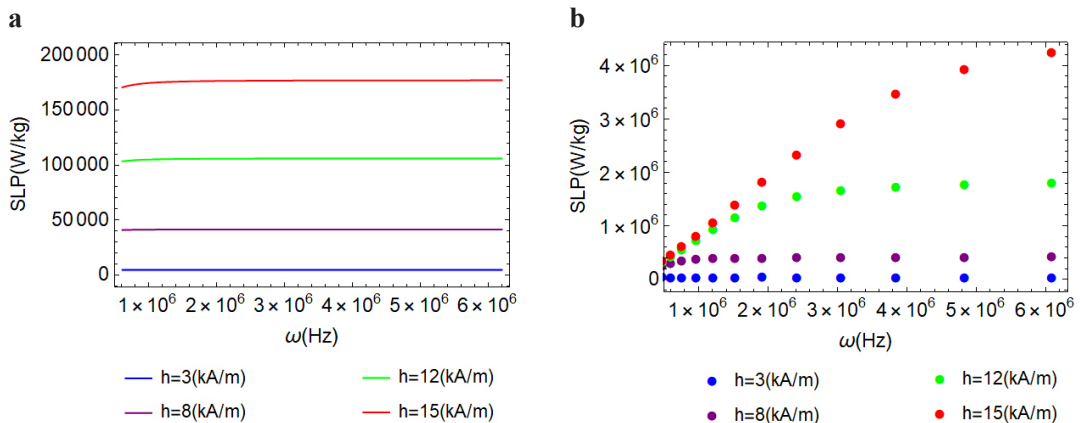 a
SLP(W/kg)
200 000
150 000
100 000
50 000
0
1 × 10⁶ 2 × 10⁶ 3 × 10⁶ 4 × 10⁶ 5 × 10⁶ 6 × 10⁶
ω(Hz)
h=3(kA/m) h=12(kA/m)
h=8(kA/m) h=15(kA/m)
b
SLP(W/kg)
4 × 10⁶
3 × 10⁶
2 × 10⁶
1 × 10⁶
0
1 × 10⁶ 2 × 10⁶ 3 × 10⁶ 4 × 10⁶ 5 × 10⁶ 6 × 10⁶
ω(Hz)
h=3(kA/m) h=12(kA/m)
h=8(kA/m) h=15(kA/m)